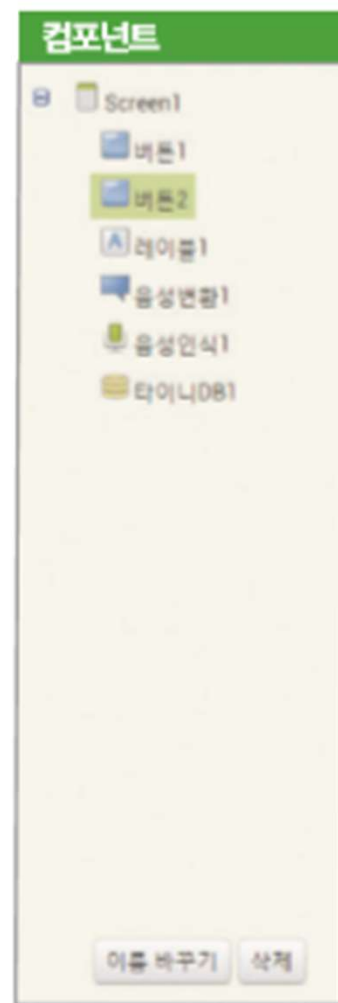 컴포넌트
Screen1
버튼1
버튼2
레이블1
음성변환1
음성인식1
타이니DB1
이름 바꾸기 삭제